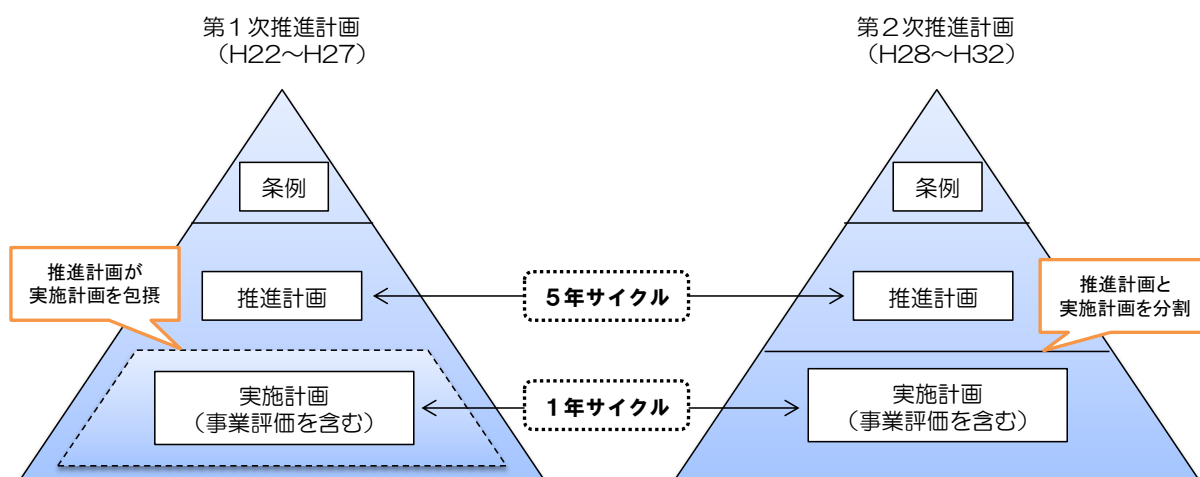 第１次推進計画
（H22～H27）
第２次推進計画
（H28～H32）
条例
条例
推進計画が
実施計画を包摂
推進計画
５年サイクル
推進計画
推進計画と
実施計画を分割
実施計画
（事業評価を含む）
１年サイクル
実施計画
（事業評価を含む）